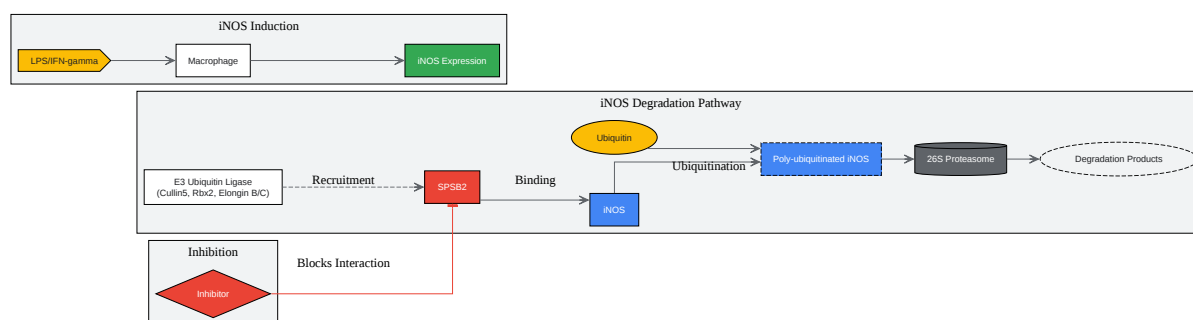 iNOS Induction
LPS/IFN-gamma
Macrophage
iNOS Expression
iNOS Degradation Pathway
Ubiquitin
Ubiquitination
Poly-ubiquitinated iNOS
26S Proteasome
Degradation Products
E3 Ubiquitin Ligase
(Cullin5, Rbx2, Elongin B/C)
Recruitment
SPSB2
Binding
iNOS
Inhibition
Inhibitor
Blocks Interaction